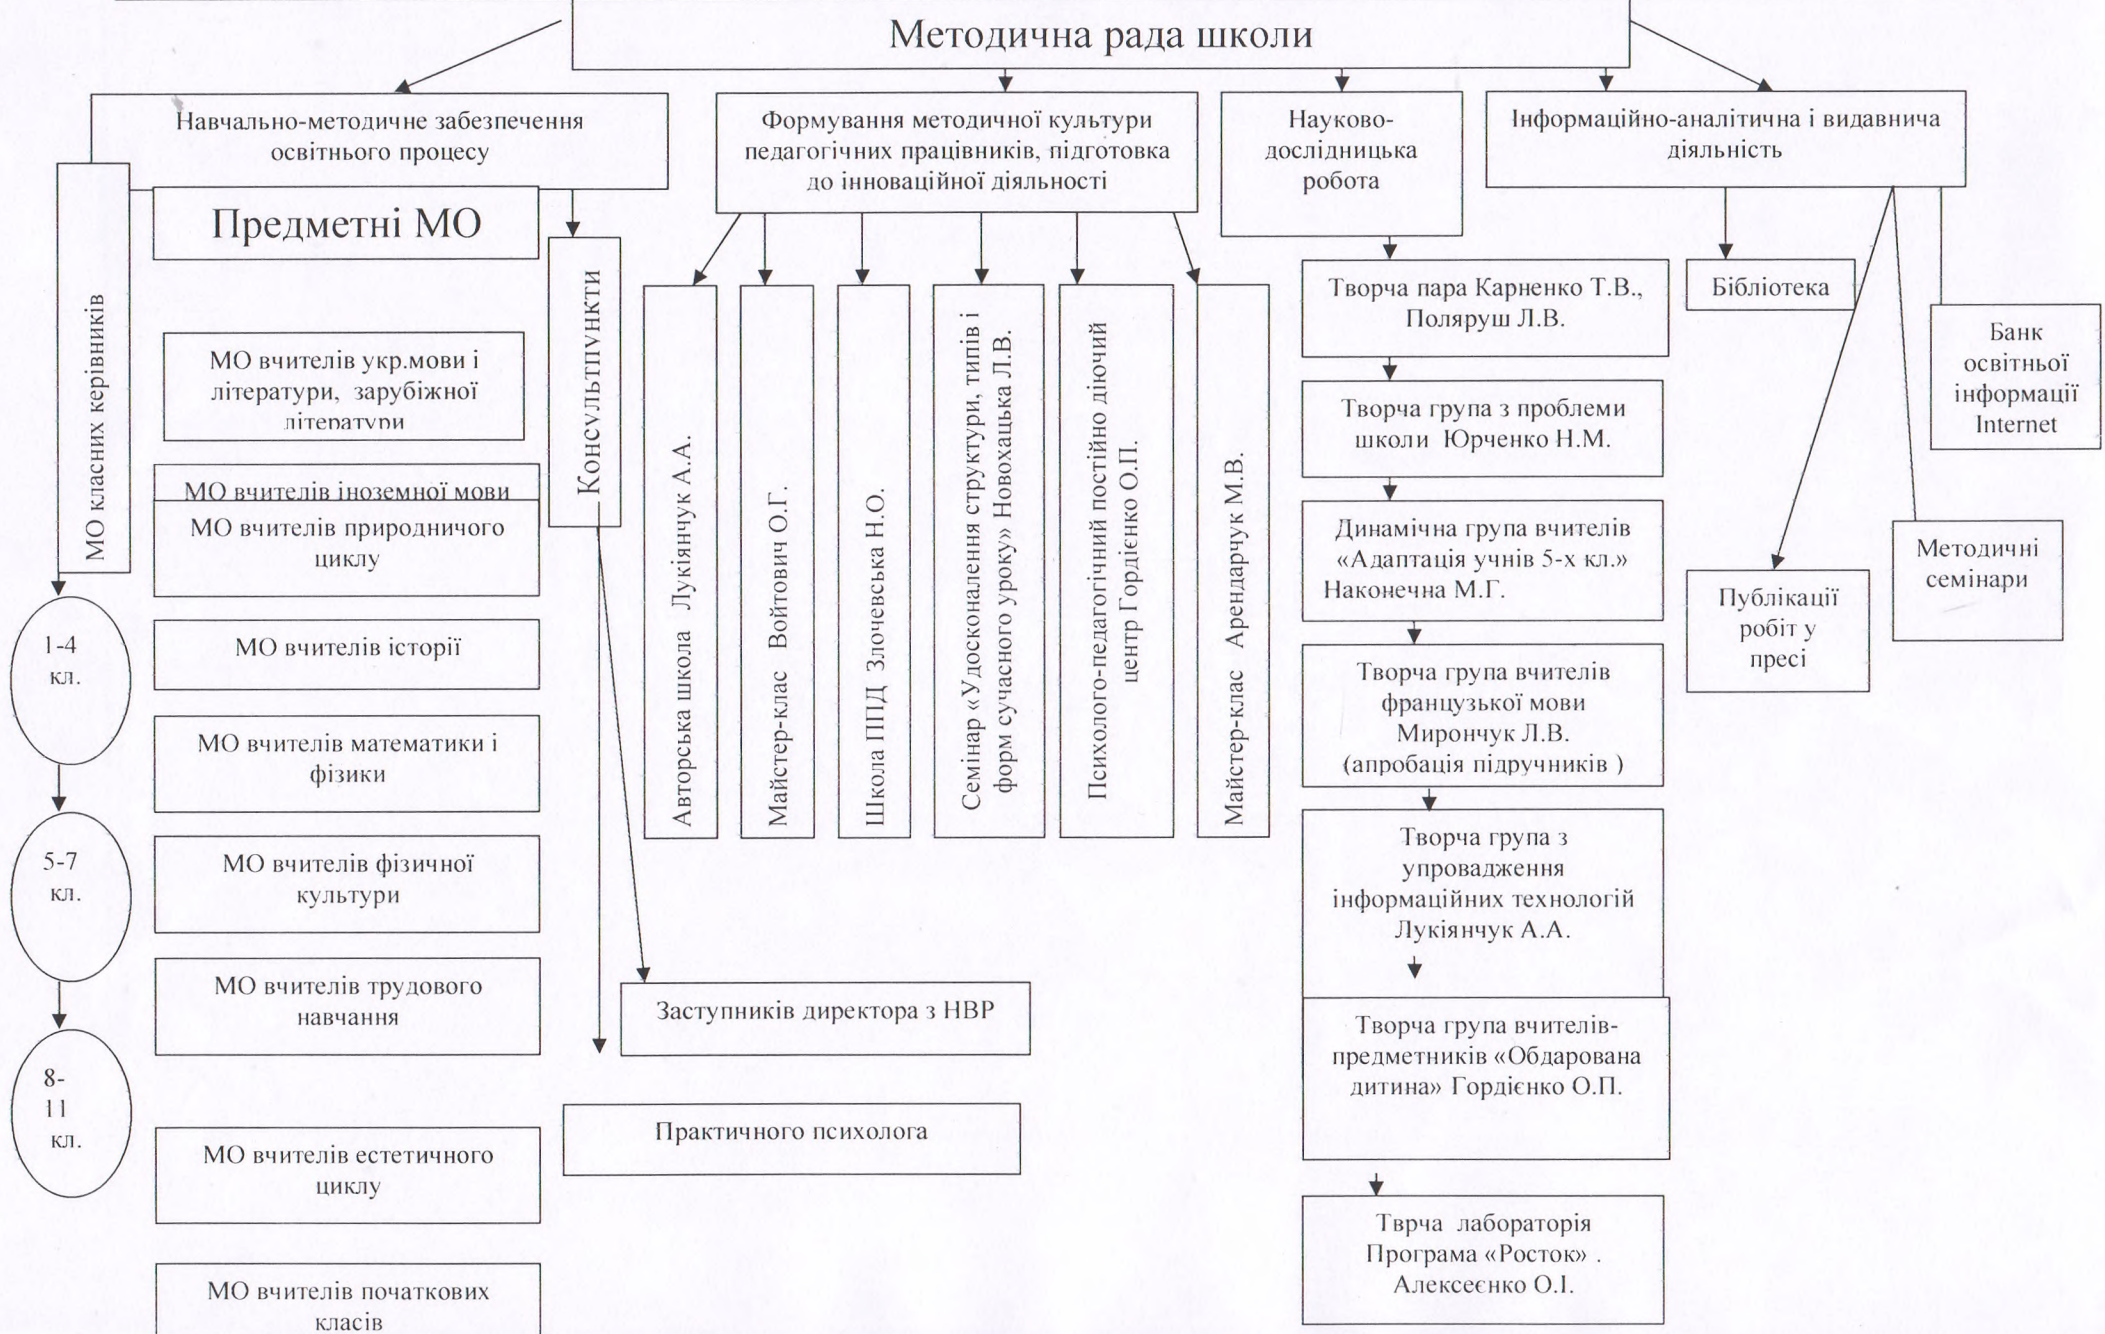 Методична рада школи
Навчально-методичне забезпечення
освітнього процесу
Формування методичної культури
педагогічних працівників, підготовка
до інноваційної діяльності
Науково-
дослідницька
робота
Інформаційно-аналітична і видавнича
діяльність
МО класних керівників
1-4
кл.
5-7
кл.
8-
11
кл.
Предметні МО
МО вчителів укр.мови і
літератури, зарубіжної
літератури
МО вчителів іноземної мови
МО вчителів природничого
циклу
МО вчителів історії
МО вчителів математики і
фізики
МО вчителів фізичної
культури
МО вчителів трудового
навчання
МО вчителів естетичного
циклу
МО вчителів початкових
класів
Консультпункти
Заступників директора з НВР
Практичного психолога
Авторська школа Лукіянчук А.А.
Майстер-клас Войтович О.Г.
Школа ППД Злочевська Н.О.
Семінар «Удосконалення структури, типів і
форм сучасного уроку» Новохацька Л.В.
Психолого-педагогічний постійно діючий
центр Гордієнко О.П.
Майстер-клас Арендарчук М.В.
Творча пара Карненко Т.В.,
Поляруш Л.В.
Творча група з проблеми
школи Юрченко Н.М.
Динамічна група вчителів
«Адаптація учнів 5-х кл.»
Наконечна М.Г.
Творча група вчителів
французької мови
Мирончук Л.В.
(апробація підручників )
Творча група з
упровадження
інформаційних технологій
Лукіянчук А.А.
Творча група вчителів-
предметників «Обдарована
дитина» Гордієнко О.П.
Тврча лабораторія
Програма «Росток» .
Алексеєнко О.І.
Бібліотека
Банк
освітньої
інформації
Internet
Публікації
робіт у
пресі
Методичні
семінари